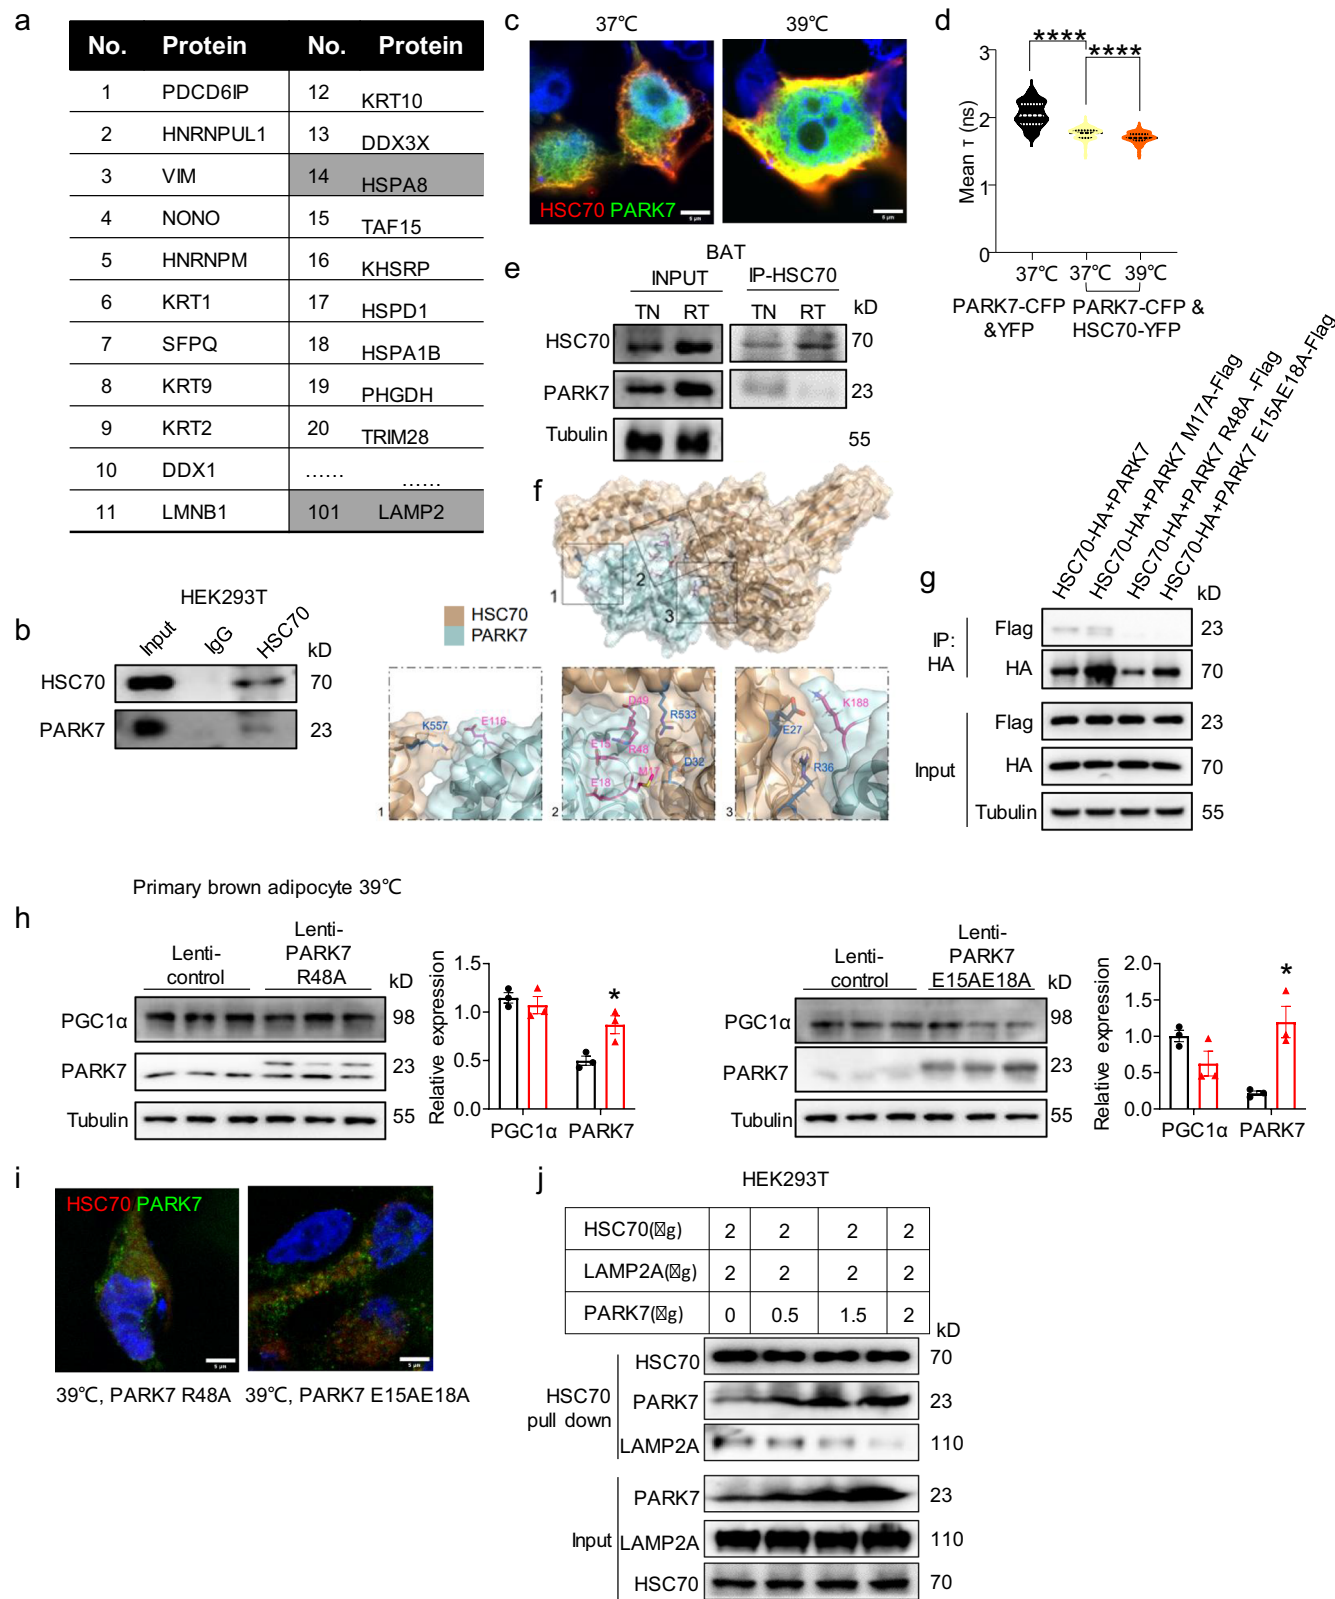 a
No. Protein No. Protein
1 PDCD6IP 12 KRT10
2 HNRNPUL1 13 DDX3X
3 VIM 14 HSPA8
4 NONO 15 TAF15
5 HNRNPM 16 KHSRP
6 KRT1 17 HSPD1
7 SFPQ 18 HSPA1B
8 KRT9 19 PHGDH
9 KRT2 20 TRIM28
10 DDX1 ...... ......
11 LMNB1 101 LAMP2
b
HEK293T
Input IgG HSC70 kD
HSC70 70
PARK7 23
c
37℃ 39℃
HSC70 PARK7
5 μm 5 μm
d
**** ****
3
2
1
0
Mean τ (ns)
37℃ 37℃ 39℃
PARK7-CFP PARK7-CFP &
&YFP HSC70-YFP
e
BAT
INPUT IP-HSC70
TN RT TN RT kD
HSC70 70
PARK7 23
Tubulin 55
f
1 2 3
HSC70
PARK7
K557 E116
1
D49 R533
E15 R48
D32
E18 M17
2
K188
E27
R36
3
g
HSC70-HA+PARK7
HSC70-HA+PARK7 M17A-Flag
HSC70-HA+PARK7 R48A -Flag
HSC70-HA+PARK7 E15AE18A-Flag
kD
IP:
HA
Flag 23
HA 70
Input
Flag 23
HA 70
Tubulin 55
h
Primary brown adipocyte 39℃
Lenti-
control
Lenti-
PARK7
R48A
kD
PGC1α 98
PARK7 23
Tubulin 55
Relative expression
1.5
1.0
0.5
0.0
*
PGC1α PARK7
Lenti-
control
Lenti-
PARK7
E15AE18A
kD
PGC1α 98
PARK7 23
Tubulin 55
Relative expression
2.0
1.5
1.0
0.5
0.0
*
PGC1α PARK7
i
HSC70 PARK7
5 μm 5 μm
39℃, PARK7 R48A 39℃, PARK7 E15AE18A
j
HEK293T
HSC70(􀀀g) 2 2 2 2
LAMP2A(􀀀g) 2 2 2 2
PARK7(􀀀g) 0 0.5 1.5 2
kD
HSC70
pull down
HSC70 70
PARK7 23
LAMP2A 110
Input
PARK7 23
LAMP2A 110
HSC70 70